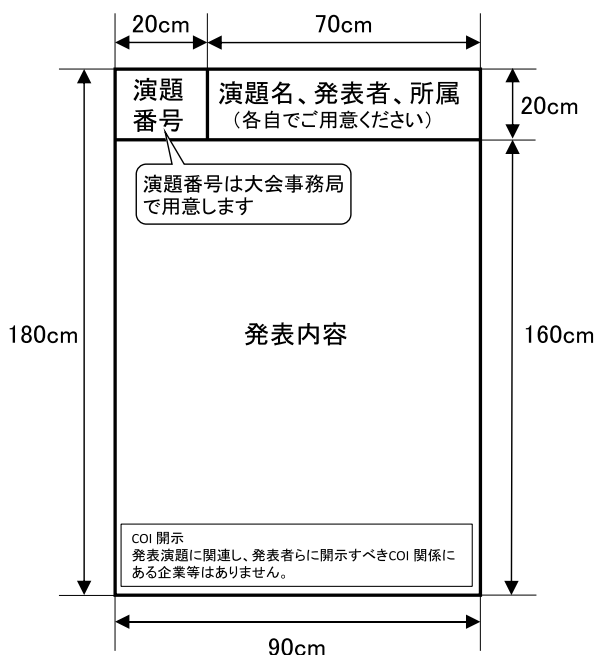 20cm
70cm
演題
番号
演題名、発表者、所属
（各自でご用意ください）
20cm
演題番号は大会事務局
で用意します
180cm
発表内容
160cm
COI 開示
発表演題に関連し、発表者らに開示すべきCOI 関係に
ある企業等はありません。
90cm